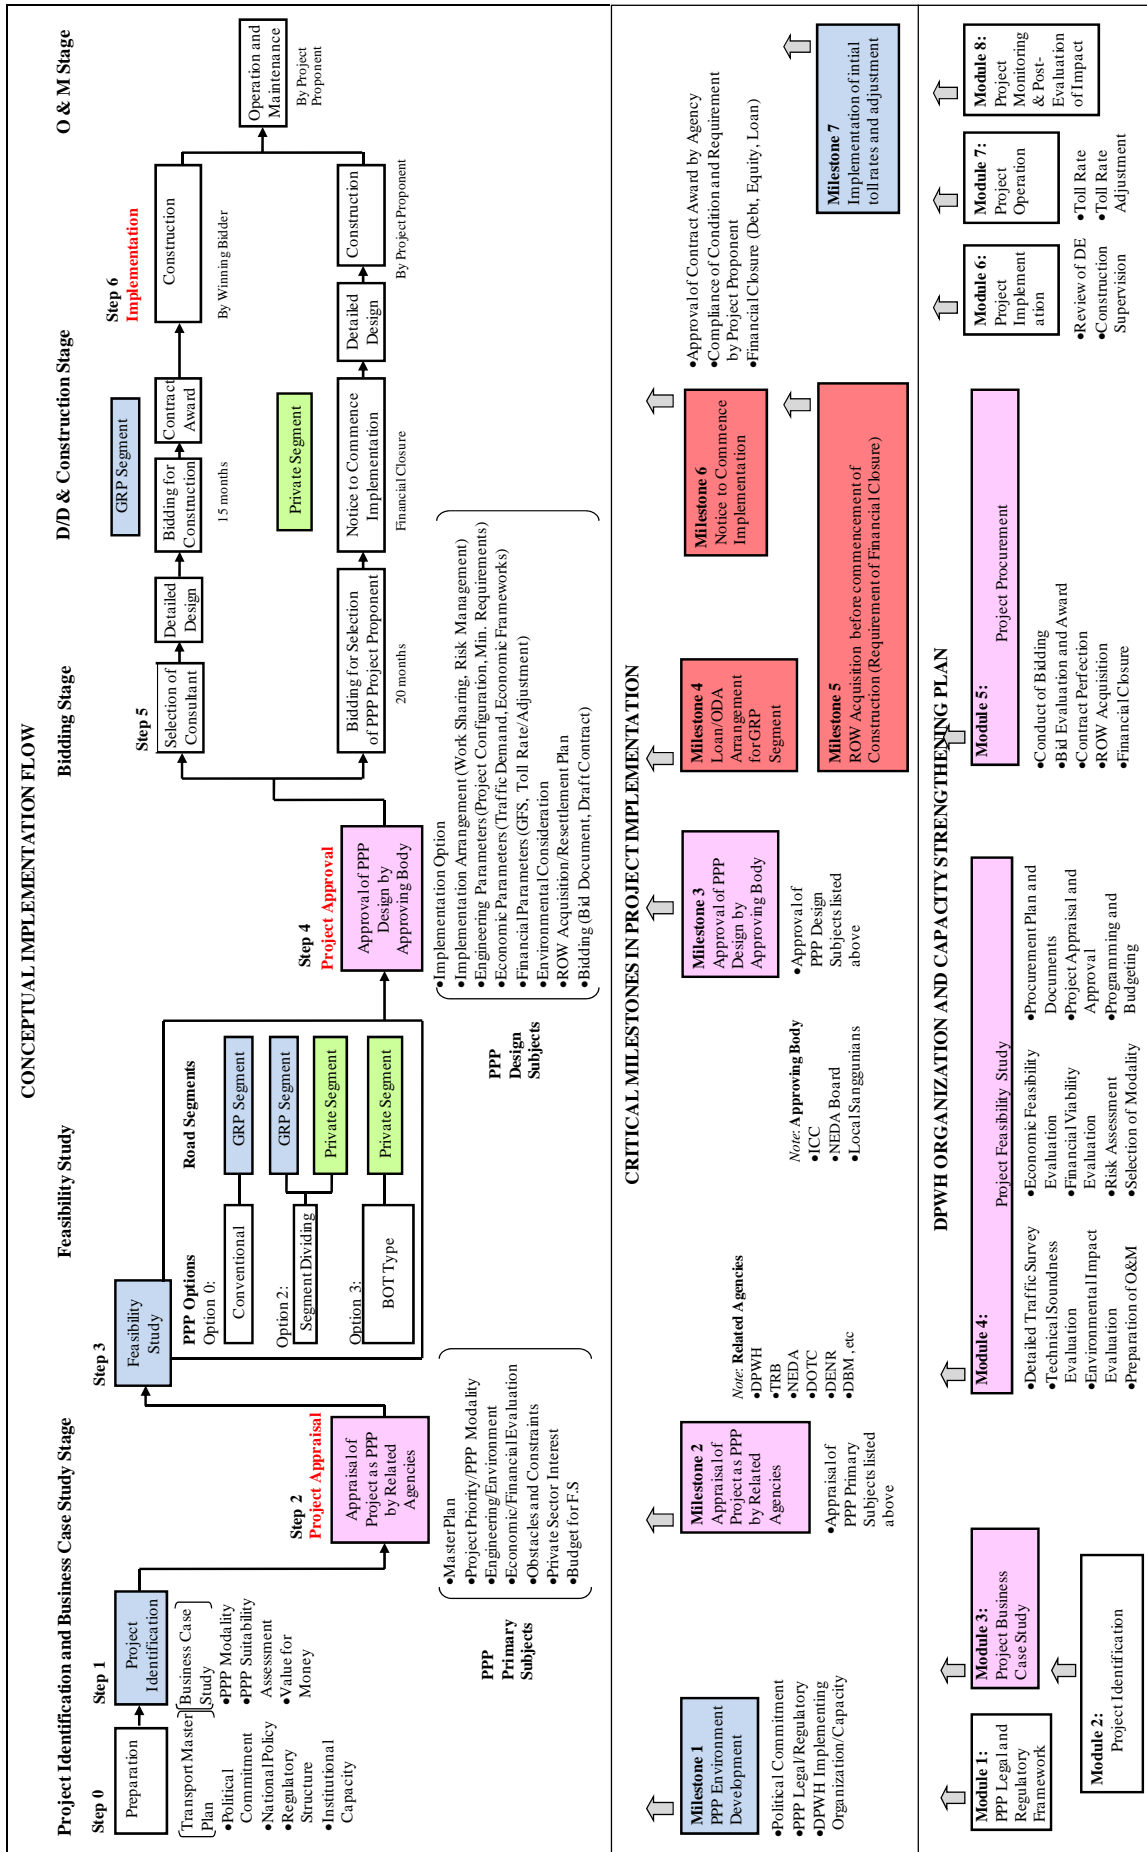 CONCEPTUAL IMPLEMENTATION FLOW
Project Identification and Business Case Study Stage
Feasibility Study
Bidding Stage
D/D & Construction Stage
O & M Stage
Step 0
Preparation
Transport Master
Plan
•Political
Commitment
•National Policy
•Regulatory
Structure
•Institutional
Capacity
Step 1
Project
Identification
Business Case
Study
•PPP Modality
•PPP Suitability
Assessment
•Value for
Money
Step 2
Project Appraisal
Appraisal of
Project as PPP
by Related
Agencies
PPP
Primary
Subjects
•Master Plan
•Project Priority/PPP Modality
•Engineering/Environment
•Economic/Financial Evaluation
•Obstacles and Constraints
•Private Sector Interest
•Budget for F.S
Step 3
Feasibility
Study
PPP Options
Road Segments
Option 0:
Conventional
GRP Segment
Option 2:
Segment Dividing
GRP Segment
Private Segment
Option 3:
BOT Type
Private Segment
Step 4
Project Approval
Approval of PPP
Design by
Approving Body
PPP
Design
Subjects
•Implementation Option
•Implementation Arrangement (Work Sharing, Risk Management)
•Engineering Parameters (Project Configuration, Min. Requirements)
•Economic Parameters (Traffic Demand, Economic Frameworks)
•Financial Parameters (GFS, Toll Rate/Adjustment)
•Environmental Consideration
•ROW Acquisition/Resettlement Plan
•Bidding (Bid Document, Draft Contract)
Step 5
Selection of
Consultant
Detailed
Design
Bidding for
Construction
Contract
Award
15 months
GRP Segment
Step 6
Implementation
Construction
By Winning Bidder
Bidding for Selection
of PPP Project Proponent
20 months
Notice to Commence
Implementation
Financial Closure
Private Segment
Detailed
Design
Construction
By Project Proponent
Operation and
Maintenance
By Project
Proponent
CRITICAL MILESTONES IN PROJECT IMPLEMENTATION
Milestone 1
PPP Environment
Development
•Political Commitment
•PPP Legal/Regulatory
•DPWH Implementing
Organization/Capacity
Milestone 2
Appraisal of
Project as PPP
by Related
Agencies
•Appraisal of
PPP Primary
Subjects listed
above
Note: Related Agencies
•DPWH
•TRB
•NEDA
•DOTC
•DENR
•DBM , etc
Milestone 3
Approval of PPP
Design by
Approving Body
•Approval of
PPP Design
Subjects listed
above
Note: Approving Body
•ICC
•NEDA Board
•Local Sanggunians
Milestone 4
Loan/ODA
Arrangement
for GRP
Segment
Milestone 5
ROW Acquisition before commencement of
Construction (Requirement of Financial Closure)
Milestone 6
Notice to Commence
Implementation
•Approval of Contract Award by Agency
•Compliance of Condition and Requirement
by Project Proponent
•Financial Closure (Debt, Equity, Loan)
Milestone 7
Implementation of intial
toll rates and adjustment
DPWH ORGANIZATION AND CAPACITY STRENGTHENING PLAN
Module 1:
PPP Legal and
Regulatory
Framework
Module 2:
Project Identification
Module 3:
Project Business
Case Study
Module 4:
Project Feasibility Study
•Detailed Traffic Survey
•Technical Soundness
Evaluation
•Environmental Impact
Evaluation
•Preparation of O&M
•Economic Feasibility
Evaluation
•Financial Viability
Evaluation
•Risk Assessment
•Selection of Modality
•Procurement Plan and
Documents
•Project Appraisal and
Approval
•Programming and
Budgeting
Module 5:
Project Procurement
•Conduct of Bidding
•Bid Evaluation and Award
•Contract Perfection
•ROW Acquisition
•Financial Closure
Module 6:
Project
Implement
ation
•Review of DE
•Construction
Supervision
Module 7:
Project
Operation
•Toll Rate
•Toll Rate
Adjustment
Module 8:
Project
Monitoring
& Post-
Evaluation
of Impact